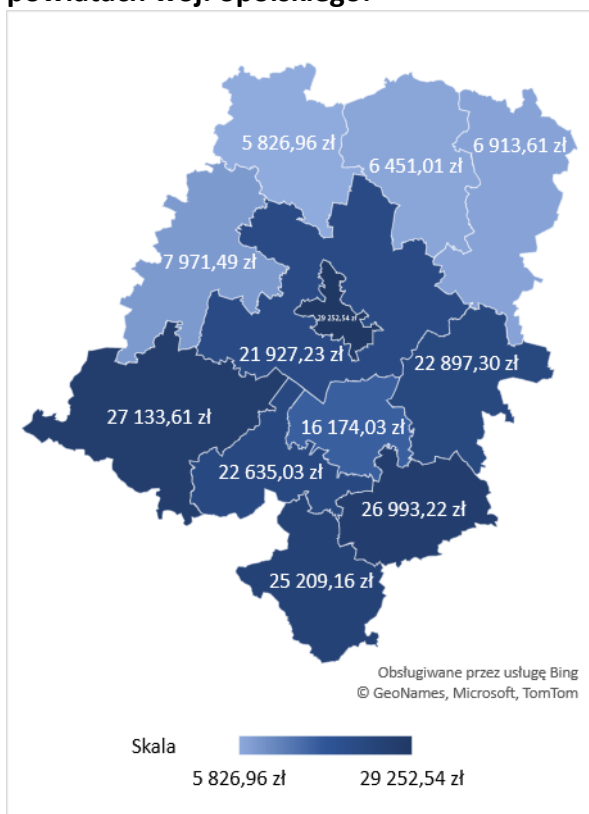 powiatach woj. opolskiego.
5 826,96 zł
6 451,01 zł
6 913,61 zł
7 971,49 zł
29 252,54 zł
21 927,23 zł
22 897,30 zł
27 133,61 zł
16 174,03 zł
22 635,03 zł
26 993,22 zł
25 209,16 zł
Obsługiwane przez usługę Bing
© GeoNames, Microsoft, TomTom
Skala
5 826,96 zł 29 252,54 zł